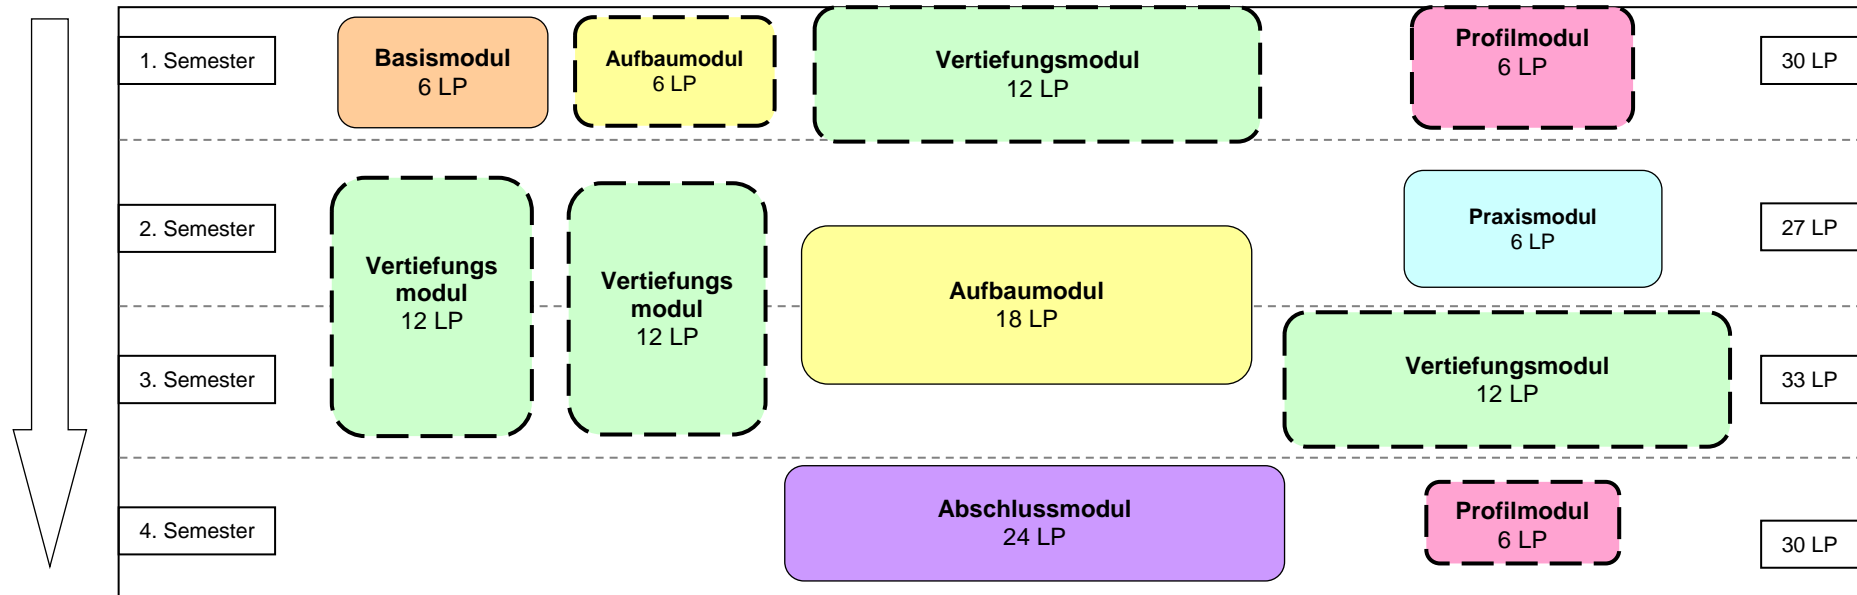 1. Semester
Basismodul
6 LP
Aufbaumodul
6 LP
Vertiefungsmodul
12 LP
Profilmodul
6 LP
30 LP
2. Semester
Vertiefungs
modul
12 LP
Vertiefungs
modul
12 LP
Aufbaumodul
18 LP
Praxismodul
6 LP
27 LP
3. Semester
Vertiefungsmodul
12 LP
33 LP
4. Semester
Abschlussmodul
24 LP
Profilmodul
6 LP
30 LP